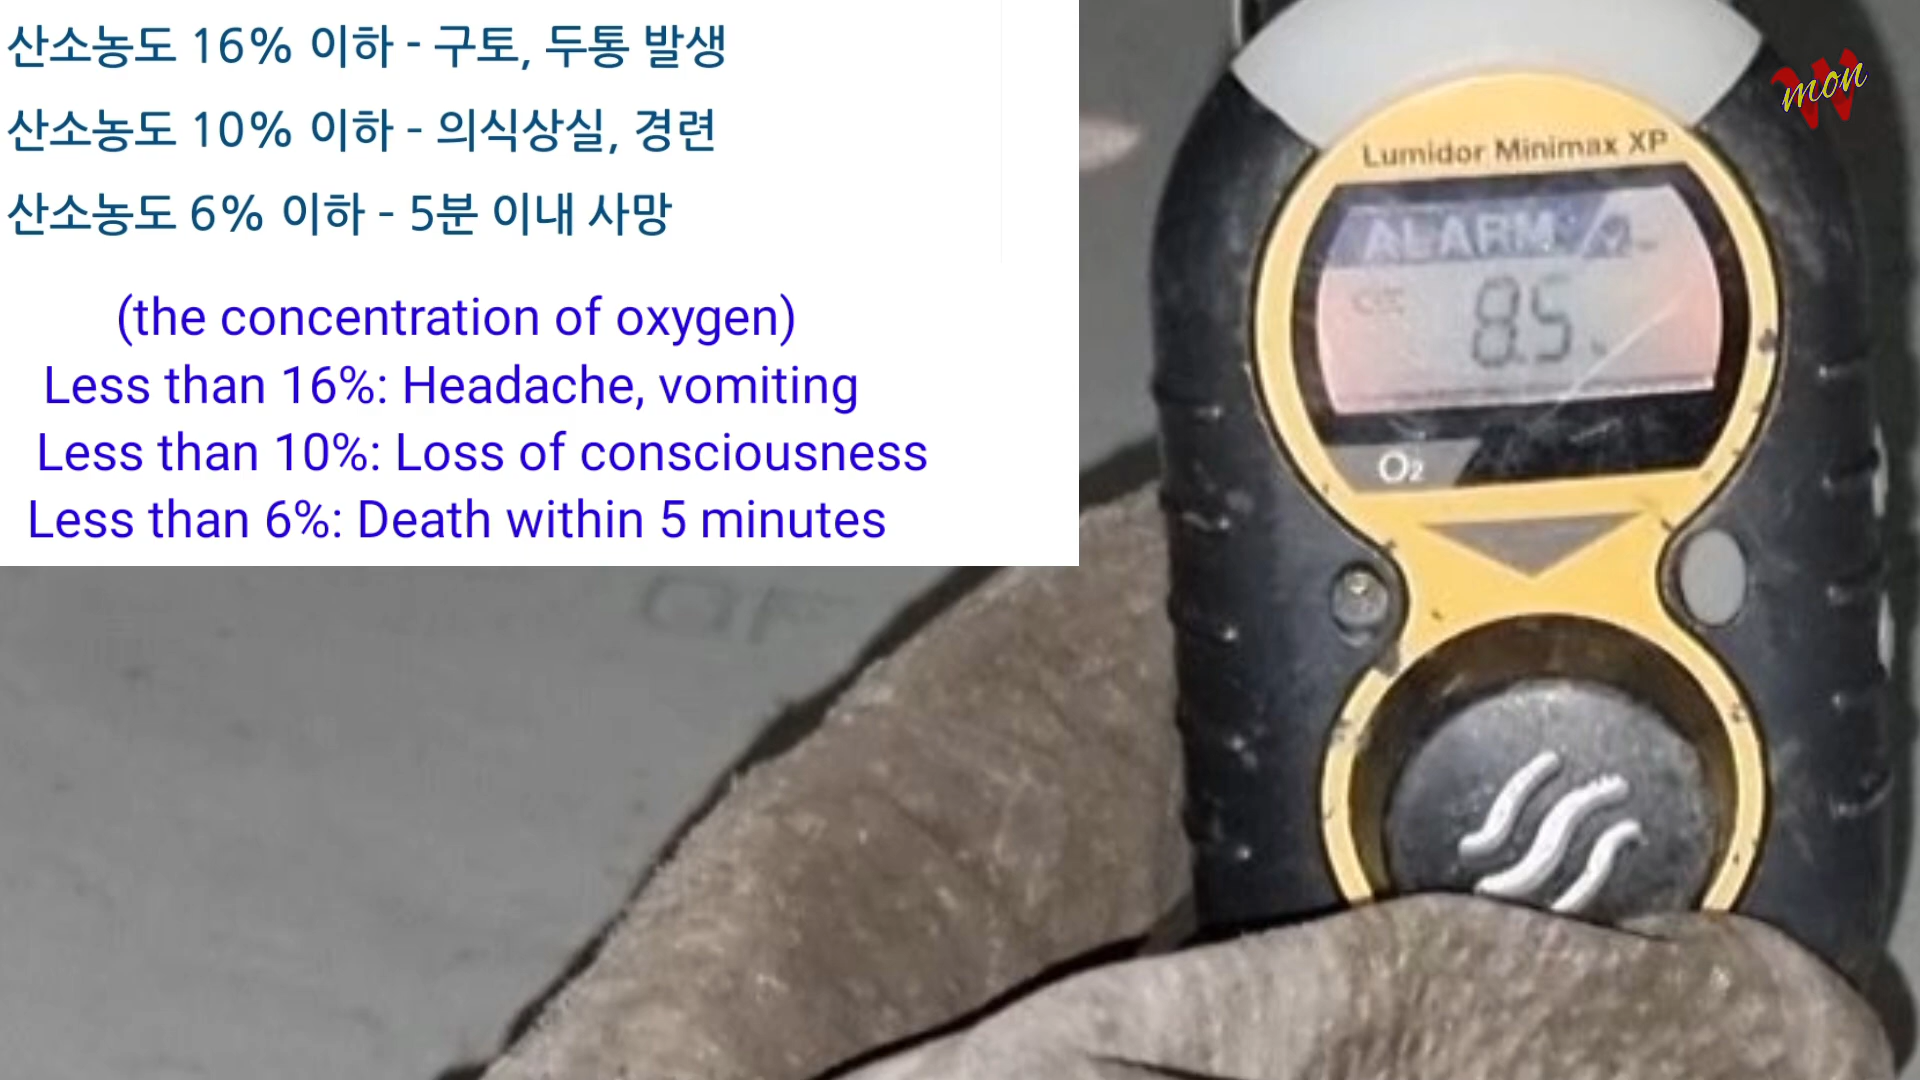 산소농도 16% 이하 - 구토, 두통 발생
산소농도 10% 이하 - 의식상실, 경련
산소농도 6% 이하 - 5분 이내 사망
(the concentration of oxygen)
Less than 16%: Headache, vomiting
Less than 10%: Loss of consciousness
Less than 6%: Death within 5 minutes
W
mon
Lumidor Minimax XP
ALARM
8.5
O₂